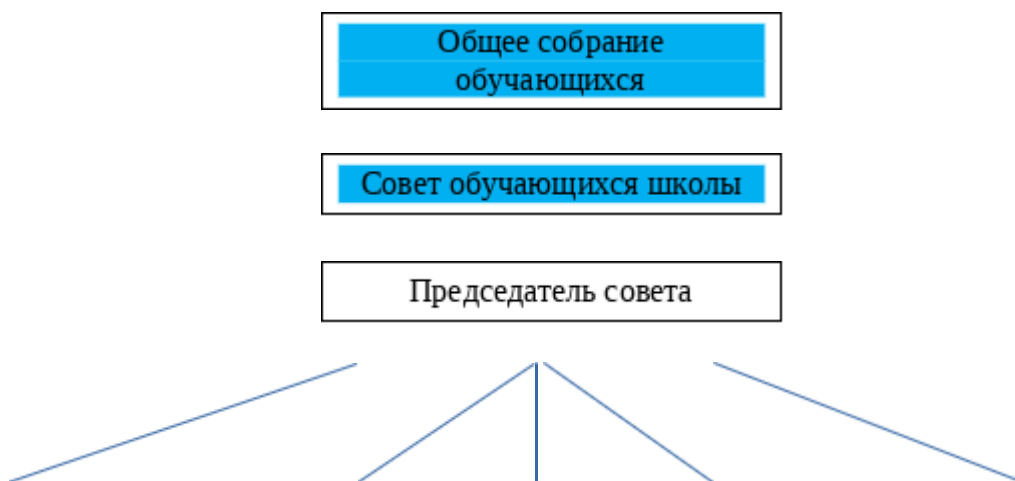 Общее собрание
обучающихся
Совет обучающихся школы
Председатель совета